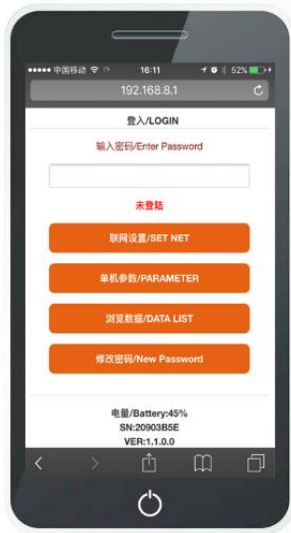 中国移动 16:11 52%
192.168.8.1
登入/LOGIN
输入密码/Enter Password
未登陆
联网设置/SET NET
单机参数/PARAMETER
浏览数据/DATA LIST
修改密码/New Password
电量/Battery:45%
SN:20903B5E
VER:1.1.0.0